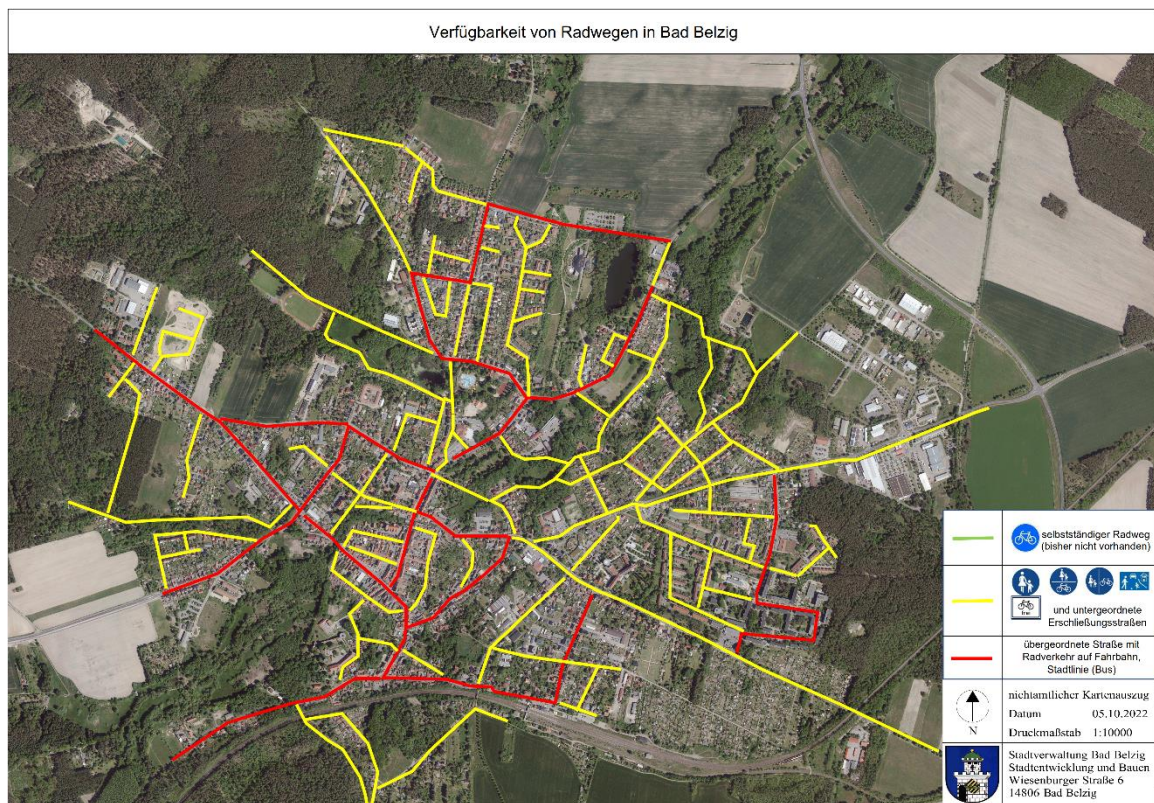 Verfügbarkeit von Radwegen in Bad Belzig
selbstständiger Radweg
(bisher nicht vorhanden)
frei
und untergeordnete
Erschließungsstraßen
übergeordnete Straße mit
Radverkehr auf Fahrbahn,
Stadtlinie (Bus)
N
nichtamtlicher Kartenauszug
Datum 05.10.2022
Druckmaßstab 1:10000
Stadtverwaltung Bad Belzig
Stadtentwicklung und Bauen
Wiesenburger Straße 6
14806 Bad Belzig